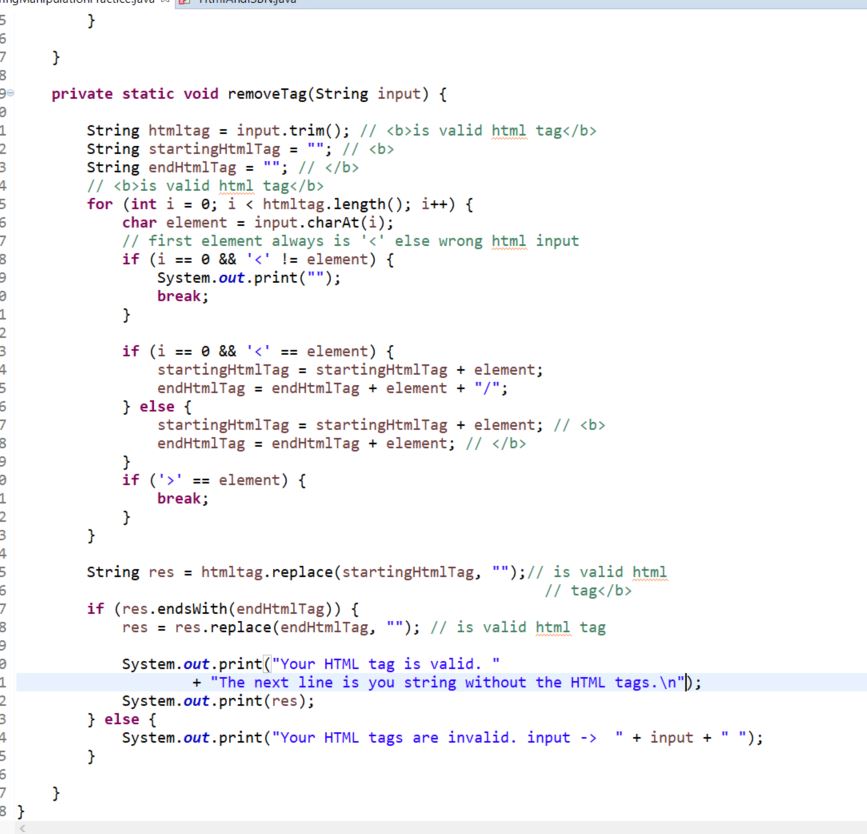 ringManipulationPractice.java HtmlAndISBN.java
5 }
6
7 }
8
9 private static void removeTag(String input) {
0
1 String htmltag = input.trim(); // <b>is valid html tag</b>
2 String startingHtmlTag = ""; // <b>
3 String endHtmlTag = ""; // </b>
4 // <b>is valid html tag</b>
5 for (int i = 0; i < htmltag.length(); i++) {
6 char element = input.charAt(i);
7 // first element always is '<' else wrong html input
8 if (i == 0 && '<' != element) {
9 System.out.print("");
0 break;
1 }
2
3 if (i == 0 && '<' == element) {
4 startingHtmlTag = startingHtmlTag + element;
5 endHtmlTag = endHtmlTag + element + "/";
6 } else {
7 startingHtmlTag = startingHtmlTag + element; // <b>
8 endHtmlTag = endHtmlTag + element; // </b>
9 }
0 if ('>' == element) {
1 break;
2 }
3 }
4
5 String res = htmltag.replace(startingHtmlTag, "");// is valid html
6 // tag</b>
7 if (res.endsWith(endHtmlTag)) {
8 res = res.replace(endHtmlTag, ""); // is valid html tag
9
0 System.out.print("Your HTML tag is valid. "
1 + "The next line is you string without the HTML tags.\n");
2 System.out.print(res);
3 } else {
4 System.out.print("Your HTML tags are invalid. input ->  " + input + " ");
5 }
6
7 }
8 }